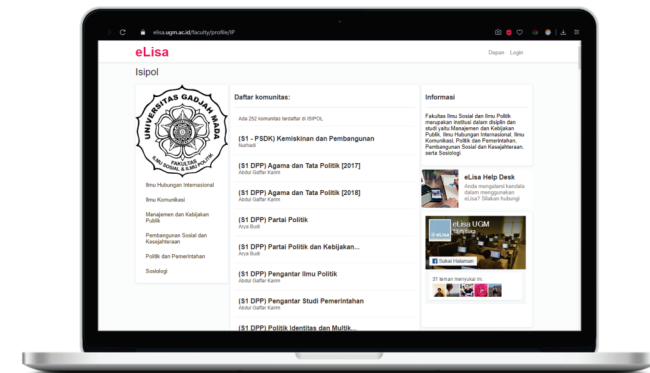 elisa.ugm.ac.id/faculty/profile/IP
eLisa
Dapan Login
Isipol
UNIVERSITAS GADJAH MADA
FAKULTAS
ILMU SOSIAL & ILMU POLITIK
Ilmu Hubungan Internasional
Ilmu Komunikasi
Manajemen dan Kebijakan
Publik
Pembangunan Sosial dan
Kesejahteraan
Politik dan Pemerintahan
Sosiologi
Daftar komunitas:
Ada 252 komunitas terdaftar di ISIPOL
(S1 - PSDK) Kemiskinan dan Pembangunan
Nurhadi
(S1 DPP) Agama dan Tata Politik [2017]
Abdul Gaffar Karim
(S1 DPP) Agama dan Tata Politik [2018]
Abdul Gaffar Karim
(S1 DPP) Partai Politik
Arya Budi
(S1 DPP) Partai Politik dan Kebijakan...
Arya Budi
(S1 DPP) Pengantar Ilmu Politik
Abdul Gaffar Karim
(S1 DPP) Pengantar Studi Pemerintahan
Abdul Gaffar Karim
(S1 DPP) Politik Identitas dan Multik...
Informasi
Fakultas Ilmu Sosial dan Ilmu Politik
merupakan institusi dalam disiplin dan
studi yaitu Manajemen dan Kebijakan
Publik, Ilmu Hubungan Internasional, Ilmu
Komunikasi, Politik dan Pemerintahan,
Pembangunan Sosial dan Kesejahteraan,
serta Sosiologi
eLisa Help Desk
Anda mengalami kendala
dalam menggunakan
eLisa? Silakan hubungi
eLisa UGM
eLisa
Sukai Halaman
31 teman menyukai ini.